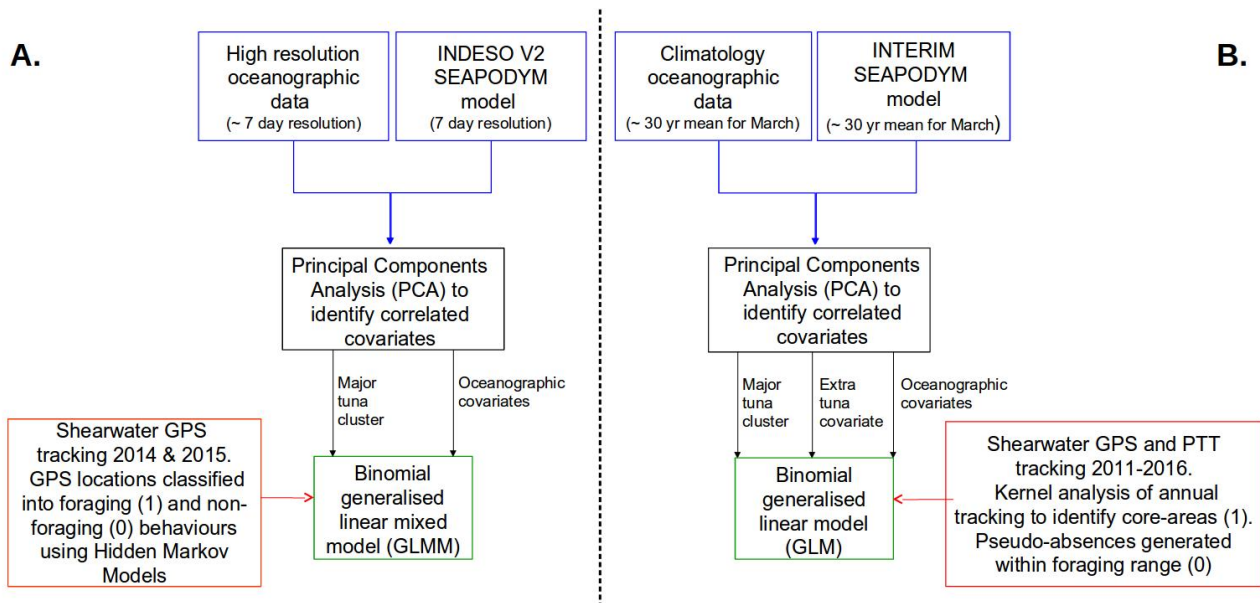 A.
High resolution
oceanographic
data
(~ 7 day resolution)
INDESO V2
SEAPODYM
model
(7 day resolution)
Principal Components
Analysis (PCA) to
identify correlated
covariates
Major
tuna
cluster
Oceanographic
covariates
Shearwater GPS
tracking 2014 & 2015.
GPS locations classified
into foraging (1) and non-
foraging (0) behaviours
using Hidden Markov
Models
Binomial
generalised
linear mixed
model (GLMM)
B.
Climatology
oceanographic
data
(~ 30 yr mean for March)
INTERIM
SEAPODYM
model
(~ 30 yr mean for March)
Principal Components
Analysis (PCA) to
identify correlated
covariates
Major
tuna
cluster
Extra
tuna
covariate
Oceanographic
covariates
Binomial
generalised
linear model
(GLM)
Shearwater GPS and PTT
tracking 2011-2016.
Kernel analysis of annual
tracking to identify core-areas (1).
Pseudo-absences generated
within foraging range (0)